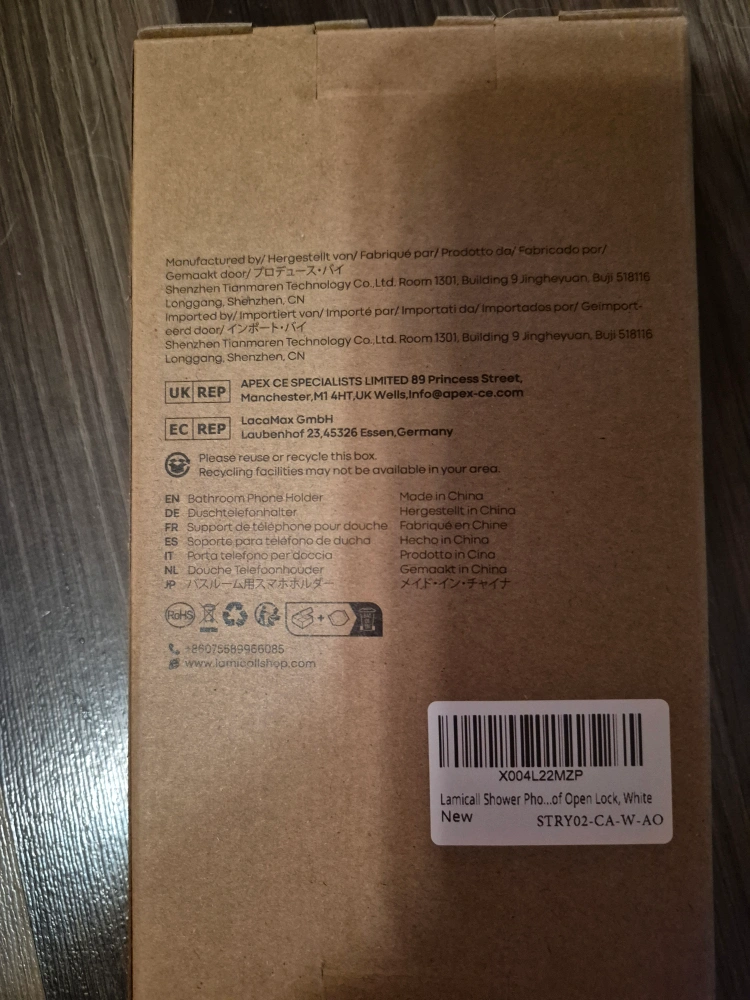 Manufactured by/ Hergestellt von/ Fabriqué par/ Prodotto da/ Fabricado por/
Gemaakt door/ プロデュース・バイ
Shenzhen Tianmaren Technology Co.,Ltd. Room 1301, Building 9 Jingheyuan, Buji 518116
Longgang, Shenzhen, CN
Imported by/ Importiert von/ Importé par/ Importati da/ Importados por/ Geimport-
eerd door/ インポート・バイ
Shenzhen Tianmaren Technology Co.,Ltd. Room 1301, Building 9 Jingheyuan, Buji 518116
Longgang, Shenzhen, CN
UK REP
APEX CE SPECIALISTS LIMITED 89 Princess Street,
Manchester,M1 4HT,UK Wells,Info@apex-ce.com
EC REP
LacaMax GmbH
Laubenhof 23,45326 Essen,Germany
Please reuse or recycle this box.
Recycling facilities may not be available in your area.
EN Bathroom Phone Holder Made in China
DE Duschtelefonhalter Hergestellt in China
FR Support de téléphone pour douche Fabriqué en Chine
ES Soporte para teléfono de ducha Hecho in China
IT Porta telefono per doccia Prodotto in Cina
NL Douche Telefoonhouder Gemaakt in China
JP バスルーム用スマホホルダー メイド・イン・チャイナ
RoHS
+8607558996​6085
www.lamicallshop.com
X004L22MZP
Lamicall Shower Pho...of Open Lock, White
New STRY02-CA-W-AO